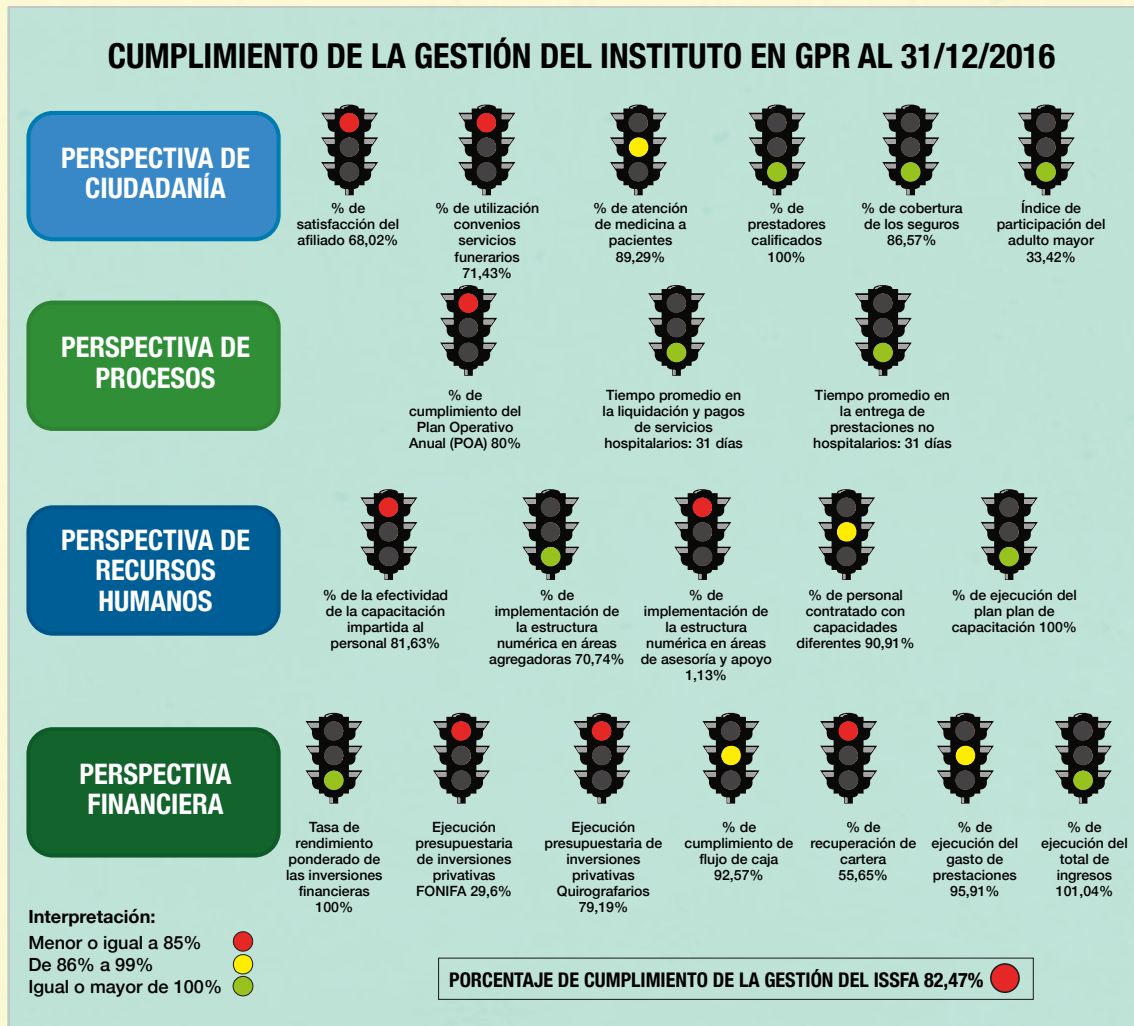 CUMPLIMIENTO DE LA GESTIÓN DEL INSTITUTO EN GPR AL 31/12/2016
PERSPECTIVA DE
CIUDADANÍA
% de
satisfacción del
afiliado 68,02%
% de utilización
convenios
servicios
funerarios
71,43%
% de atención
de medicina a
pacientes
89,29%
% de
prestadores
calificados
100%
% de cobertura
de los seguros
86,57%
Índice de
participación del
adulto mayor
33,42%
PERSPECTIVA DE
PROCESOS
% de
cumplimiento del
Plan Operativo
Anual (POA) 80%
Tiempo promedio en
la liquidación y pagos
de servicios
hospitalarios: 31 días
Tiempo promedio en
la entrega de
prestaciones no
hospitalarios: 31 días
PERSPECTIVA DE
RECURSOS
HUMANOS
% de la efectividad
de la capacitación
impartida al
personal 81,63%
% de
implementación de
la estructura
numérica en áreas
agregadoras 70,74%
% de
implementación de
la estructura
numérica en áreas
de asesoría y apoyo
1,13%
% de personal
contratado con
capacidades
diferentes 90,91%
% de ejecución del
plan plan de
capacitación 100%
PERSPECTIVA
FINANCIERA
Tasa de
rendimiento
ponderado de
las inversiones
financieras
100%
Ejecución
presupuestaria
de inversiones
privativas
FONIFA 29,6%
Ejecución
presupuestaria
de inversiones
privativas
Quirografarios
79,19%
% de
cumplimiento de
flujo de caja
92,57%
% de
recuperación de
cartera
55,65%
% de
ejecución del
gasto de
prestaciones
95,91%
% de
ejecución del
total de
ingresos
101,04%
Interpretación:
Menor o igual a 85%
De 86% a 99%
Igual o mayor de 100%
PORCENTAJE DE CUMPLIMIENTO DE LA GESTIÓN DEL ISSFA 82,47%